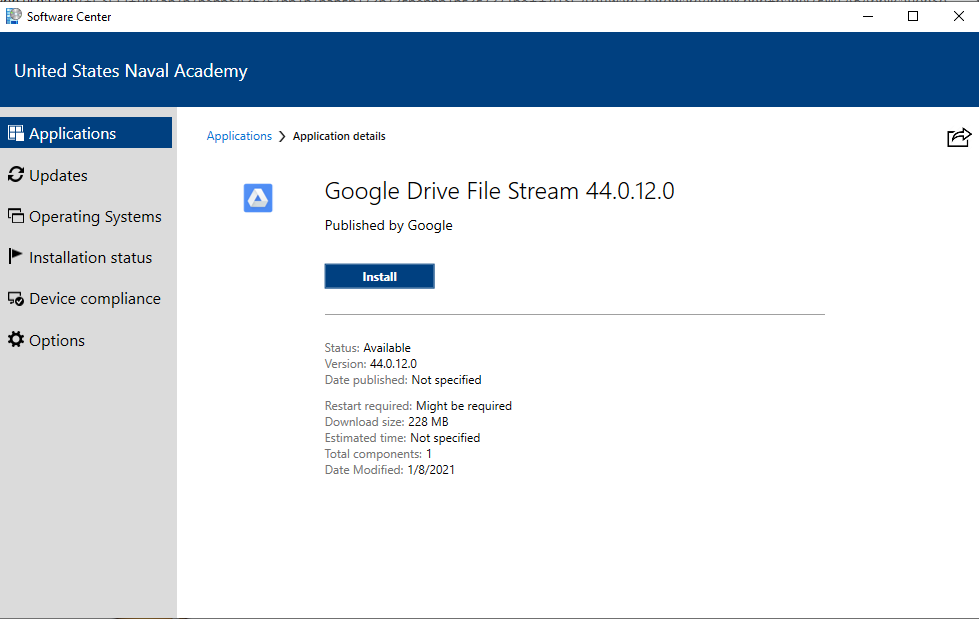 Software Center
United States Naval Academy
Applications
Updates
Operating Systems
Installation status
Device compliance
Options
Applications > Application details
Google Drive File Stream 44.0.12.0
Published by Google
Install
Status: Available
Version: 44.0.12.0
Date published: Not specified
Restart required: Might be required
Download size: 228 MB
Estimated time: Not specified
Total components: 1
Date Modified: 1/8/2021